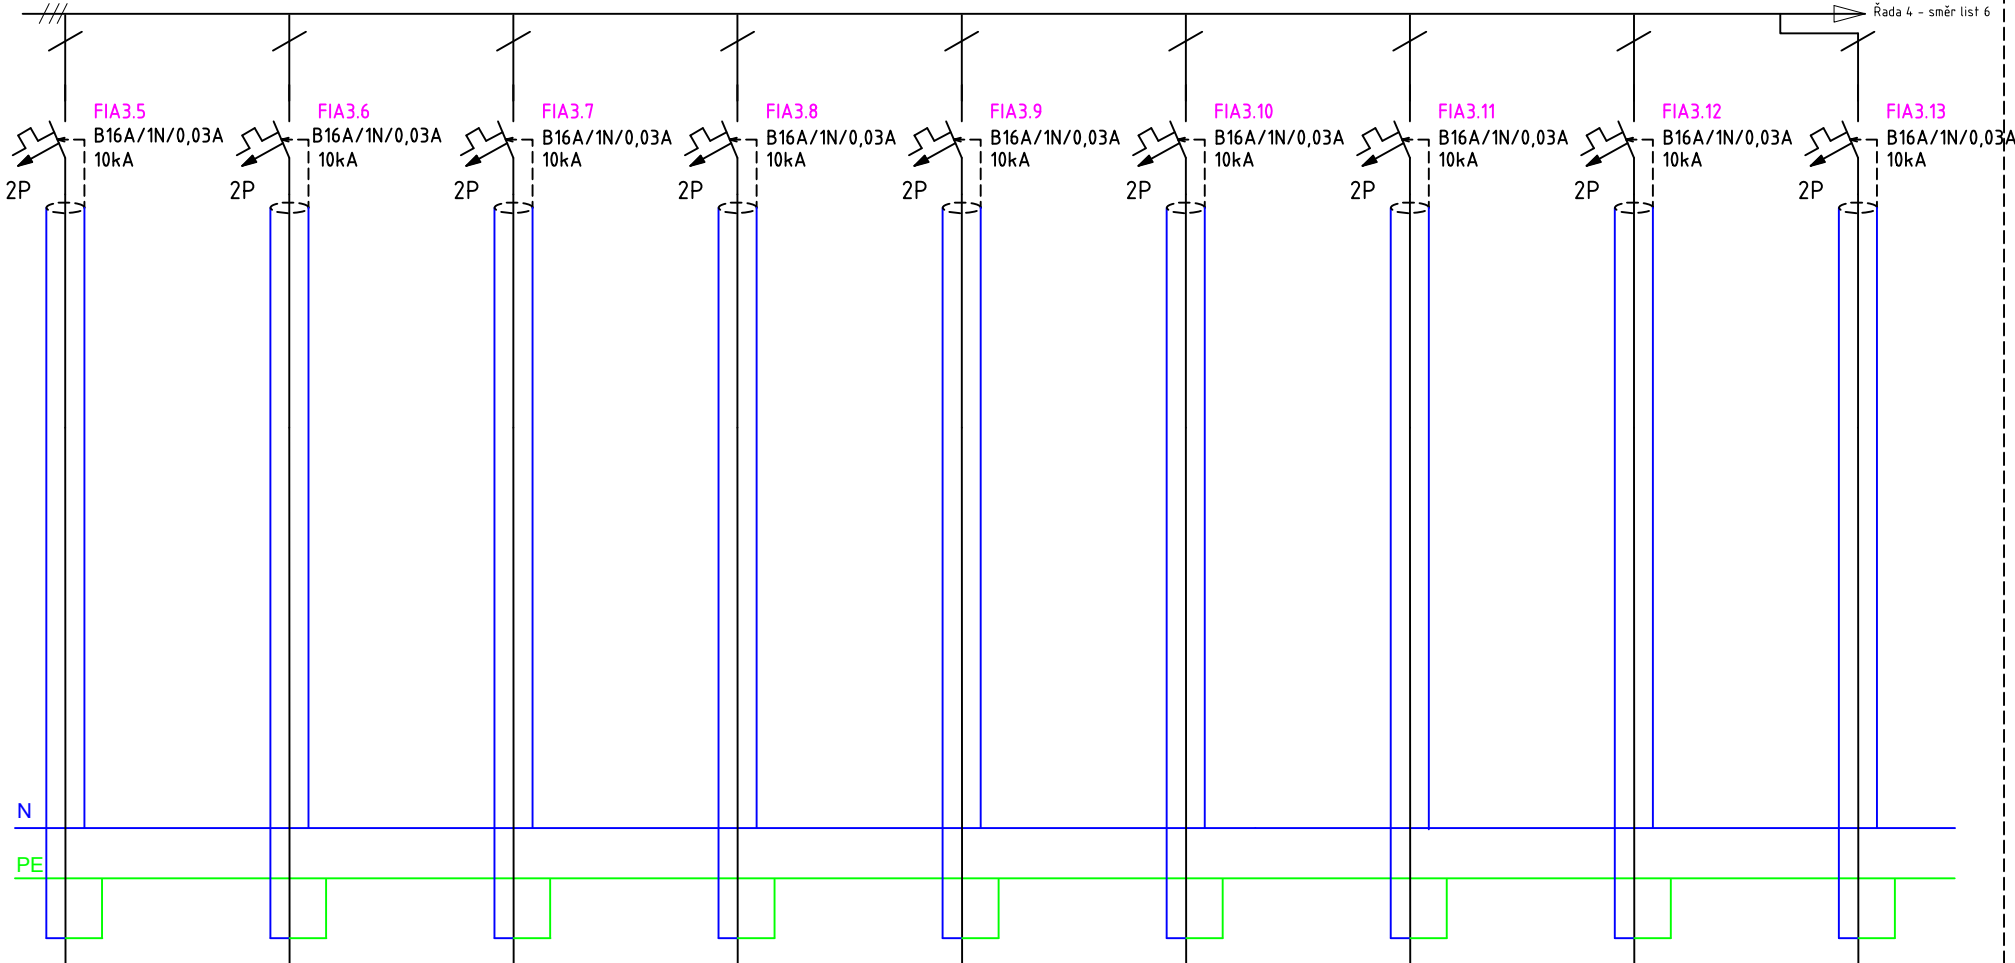 Řada 4 - směr list 6
FIA3.5
B16A/1N/0,03A
10kA
2P
FIA3.6
B16A/1N/0,03A
10kA
2P
FIA3.7
B16A/1N/0,03A
10kA
2P
FIA3.8
B16A/1N/0,03A
10kA
2P
FIA3.9
B16A/1N/0,03A
10kA
2P
FIA3.10
B16A/1N/0,03A
10kA
2P
FIA3.11
B16A/1N/0,03A
10kA
2P
FIA3.12
B16A/1N/0,03A
10kA
2P
FIA3.13
B16A/1N/0,03A
10kA
2P
N
PE